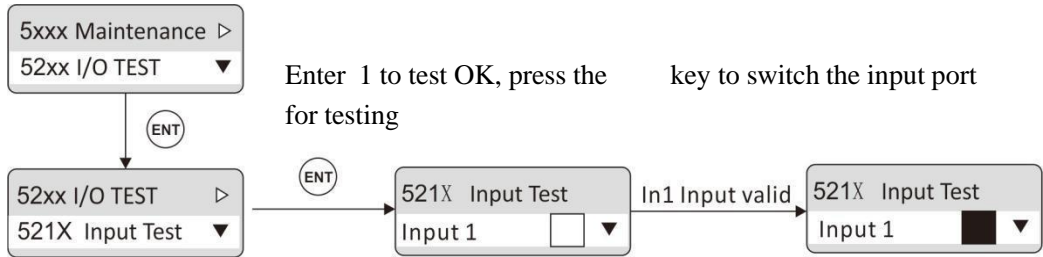 5xxx Maintenance ▷
52xx I/O TEST ▼
Enter 1 to test OK, press the key to switch the input port
for testing
ENT
ENT
52xx I/O TEST ▷
521X Input Test ▼
521X Input Test
Input 1 ▼
In1 Input valid
521X Input Test
Input 1 ▼